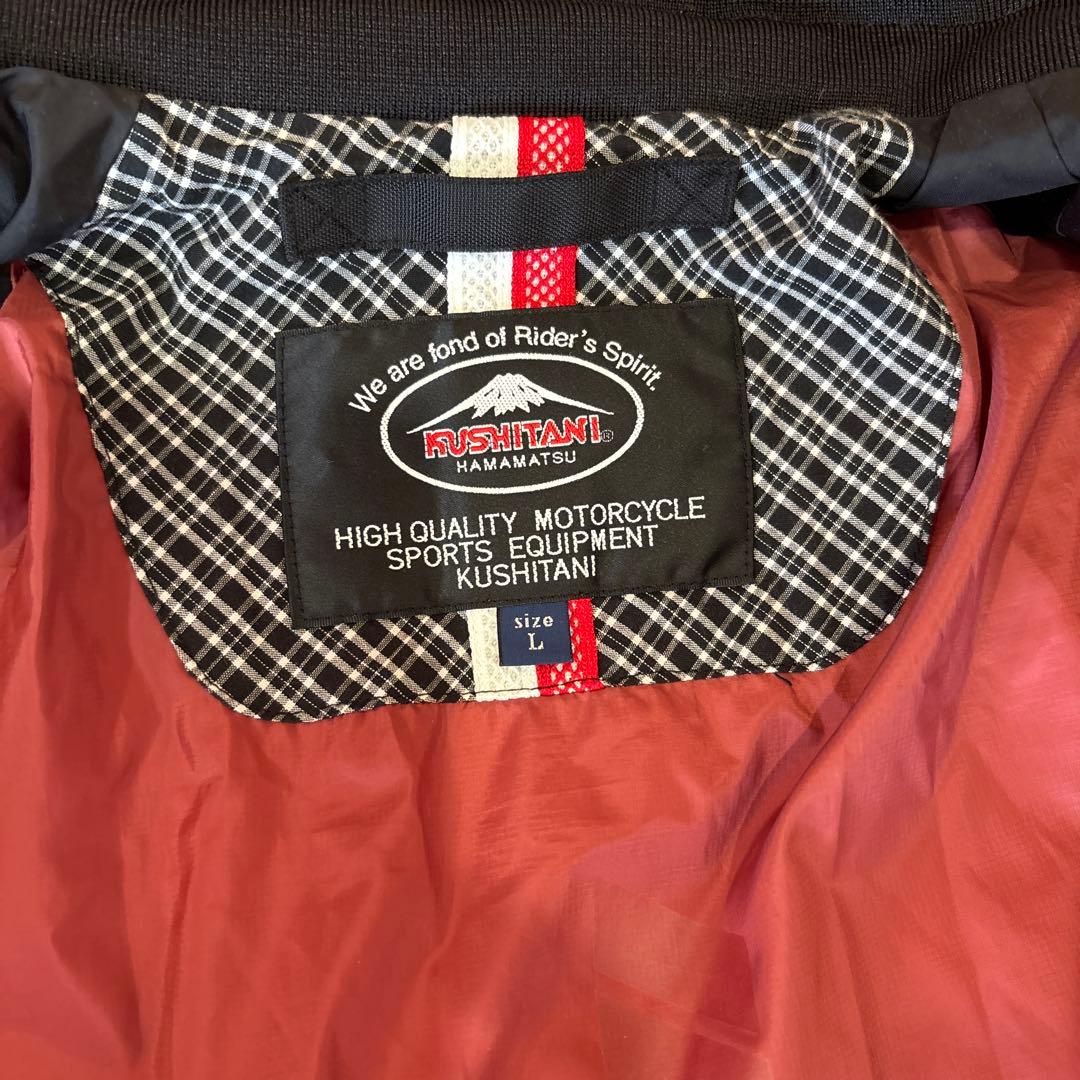 We are fond of Rider's Spirit.
KUSHITANI®
HAMAMATSU
HIGH QUALITY MOTORCYCLE
SPORTS EQUIPMENT
KUSHITANI
size
L